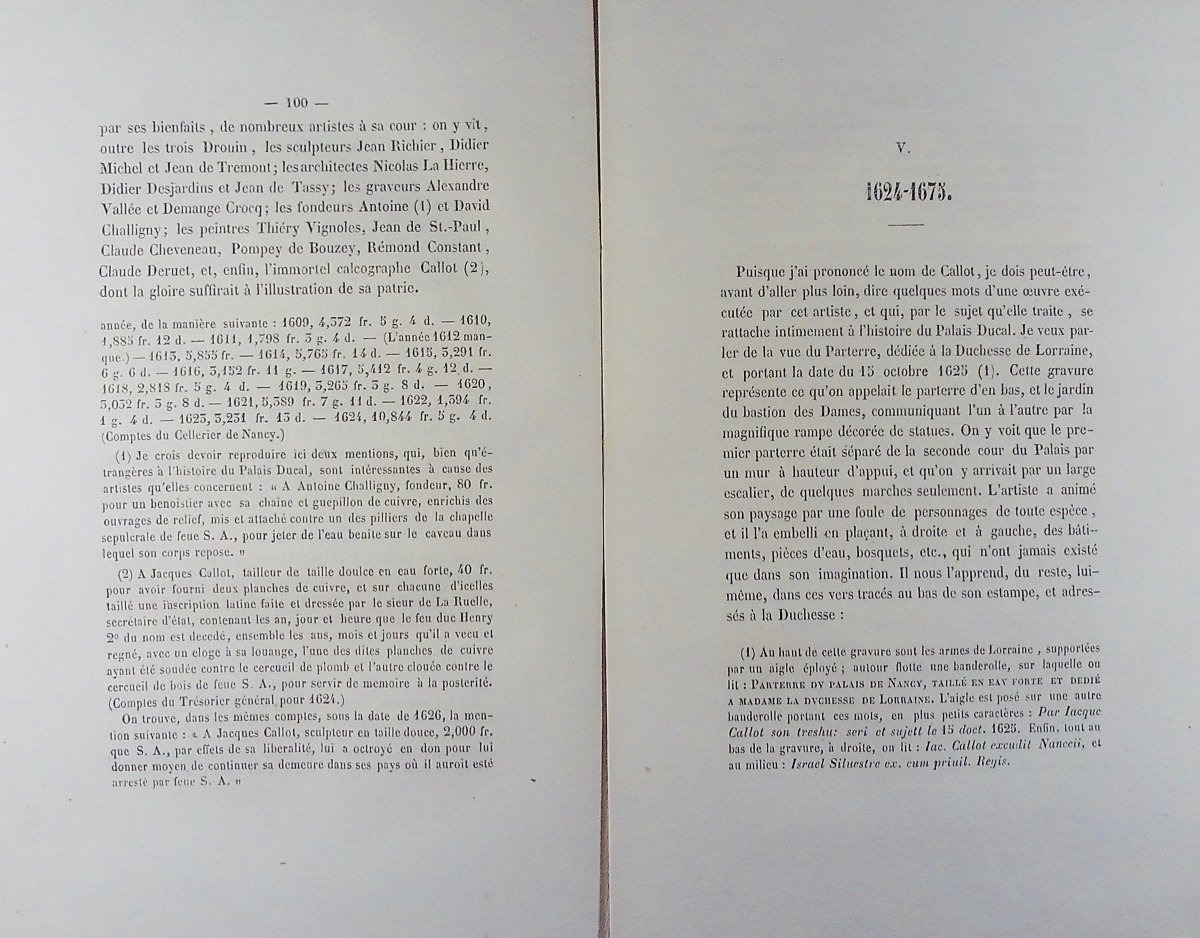 — 100 —
par ses bienfaits , de nombreux artistes à sa cour : on y vit ,
outre les trois Drouin , les sculpteurs Jean Richier , Didier
Michel et Jean de Tremont ; les architectes Nicolas La Hierre,
Didier Desjardins et Jean de Tassy ; les graveurs Alexandre
Vallée et Demange Crocq ; les fondeurs Antoine (1) et David
Challigny ; les peintres Thiéry Vignoles, Jean de St.-Paul ,
Claude Cheveneau, Pompey de Bouzey, Rémond Constant ,
Claude Deruet, et, enfin, l'immortel calcographe Callot (2),
dont la gloire suffirait à l'illustration de sa patrie.
année, de la manière suivante : 1609, 4,372 fr. 5 g. 4 d. — 1610,
1,885 fr. 12 d. — 1611, 1,798 fr. 3 g. 4 d. — (L'année 1612 man-
que.) — 1613, 5,855 fr. — 1614, 5,765 fr. 14 d. — 1615, 3,291 fr.
6 g. 6 d. — 1616, 3,152 fr. 11 g. — 1617, 5,412 fr. 4 g. 12 d. —
1618, 2,818 fr. 5 g. 4 d. — 1619, 3,265 fr. 3 g. 8 d. — 1620,
3,032 fr. 3 g. 8 d. — 1621, 5,389 fr. 7 g. 11 d. — 1622, 1,394 fr.
1 g. 4 d. — 1623, 3,231 fr. 13 d. — 1624, 10,844 fr. 5 g. 4 d.
(Comptes du Cellerier de Nancy.)
(1) Je crois devoir reproduire ici deux mentions, qui, bien qu'é-
trangères à l'histoire du Palais Ducal, sont intéressantes à cause des
artistes qu'elles concernent : « A Antoine Challigny, fondeur, 80 fr.
pour un benoistier avec sa chaine et guepillon de cuivre, enrichis des
ouvrages de relief, mis et attaché contre un des pilliers de la chapelle
sepulcrale de feue S. A., pour jeter de l'eau benite sur le caveau dans
lequel son corps repose. »
(2) A Jacques Callot, tailleur de taille doulce en eau forte, 40 fr.
pour avoir fourni deux planches de cuivre, et sur chacune d'icelles
taillé une inscription latine faite et dressée par le sieur de La Ruelle,
secrétaire d'état, contenant les an, jour et heure que le feu duc Henry
2e du nom est decedé, ensemble les ans, mois et jours qu'il a vecu et
regné, avec un eloge à sa louange, l'une des dites planches de cuivre
ayant été soudée contre le cercueil de plomb et l'autre clouée contre le
cercueil de bois de feue S. A., pour servir de memoire à la posterité.
(Comptes du Trésorier général pour 1624.)
On trouve, dans les mêmes comptes, sous la date de 1626, la men-
tion suivante : « A Jacques Callot, sculpteur en taille douce, 2,000 fr.
que S. A., par effets de sa liberalité, lui a octroyé en don pour lui
donner moyen de continuer sa demeure dans ses pays où il auroit esté
arresté par feue S. A. »
V.
1624-1675.
Puisque j'ai prononcé le nom de Callot, je dois peut-être,
avant d'aller plus loin, dire quelques mots d'une œuvre exé-
cutée par cet artiste, et qui, par le sujet qu'elle traite , se
rattache intimement à l'histoire du Palais Ducal. Je veux par-
ler de la vue du Parterre, dédiée à la Duchesse de Lorraine,
et portant la date du 15 octobre 1625 (1). Cette gravure
représente ce qu'on appelait le parterre d'en bas, et le jardin
du bastion des Dames, communiquant l'un à l'autre par la
magnifique rampe décorée de statues. On y voit que le pre-
mier parterre était séparé de la seconde cour du Palais par
un mur à hauteur d'appui, et qu'on y arrivait par un large
escalier, de quelques marches seulement. L'artiste a animé
son paysage par une foule de personnages de toute espèce ,
et il l'a embelli en plaçant, à droite et à gauche, des bâti-
ments, pièces d'eau, bosquets, etc., qui n'ont jamais existé
que dans son imagination. Il nous l'apprend, du reste, lui-
même, dans ces vers tracés au bas de son estampe, et adres-
sés à la Duchesse :
(1) Au haut de cette gravure sont les armes de Lorraine , supportées
par un aigle éployé ; autour flotte une banderolle, sur laquelle on
lit : PARTERRE DV PALAIS DE NANCY, TAILLÉ EN EAV FORTE ET DEDIÉ
A MADAME LA DVCHESSE DE LORRAINE. L'aigle est posé sur une autre
banderolle portant ces mots, en plus petits caractères : Par Iacque
Callot son treshu: seri et sujett le 15 doct. 1625. Enfin, tout au
bas de la gravure, à droite, on lit : Iac. Callot excudit Nanceii, et
au milieu : Israel Siluestre ex. cum priuil. Regis.